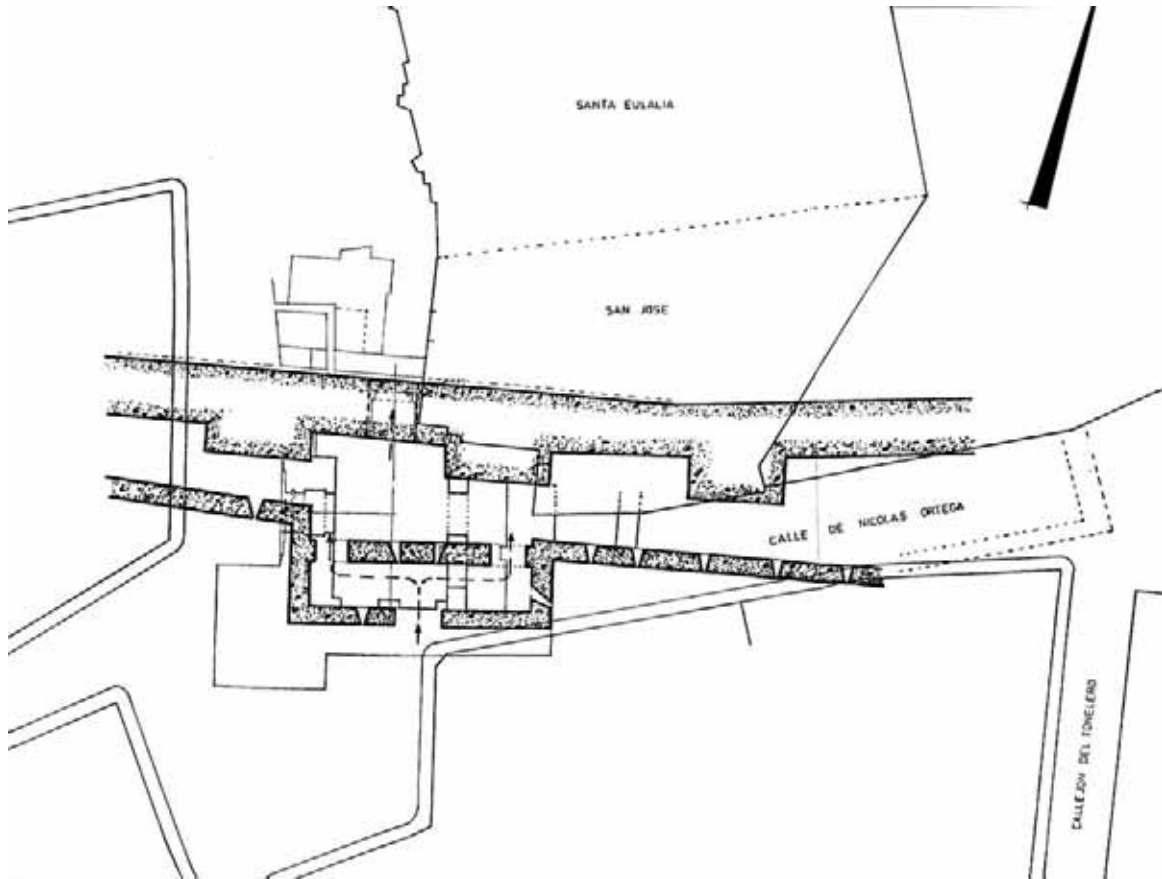 SANTA EULALIA
SAN JOSE
CALLE DE NICOLAS ORTEGA
CALLEJON DEL TONELERO